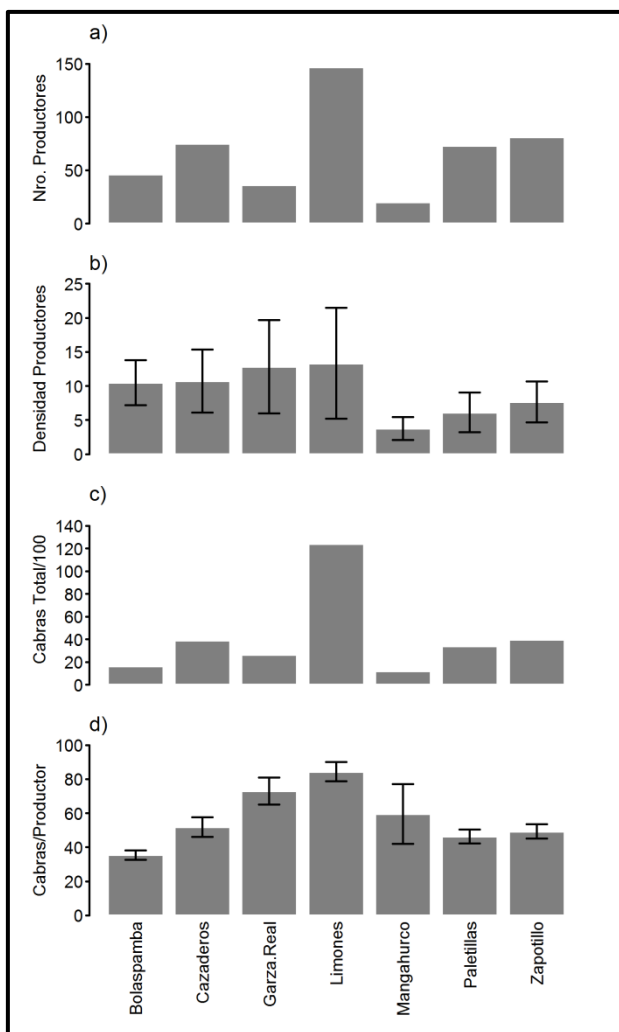 a)
Nro. Productores
150
100
50
0
b)
Densidad Productores
25
20
15
10
5
0
c)
Cabras Total/100
140
120
100
80
60
40
20
0
d)
Cabras/Productor
100
80
60
40
20
0
Bolaspamba
Cazaderos
Garza.Real
Limones
Mangahurco
Paletillas
Zapotillo